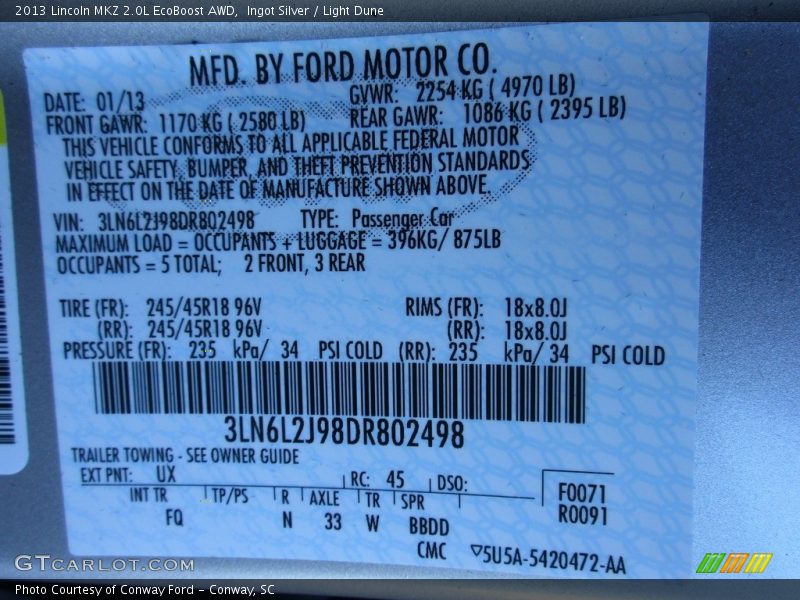 2013 Lincoln MKZ 2.0L EcoBoost AWD,  Ingot Silver / Light Dune
MFD. BY FORD MOTOR CO.
DATE: 01/13 GVWR: 2254 KG ( 4970 LB)
FRONT GAWR: 1170 KG ( 2580 LB) REAR GAWR: 1086 KG ( 2395 LB)
THIS VEHICLE CONFORMS TO ALL APPLICABLE FEDERAL MOTOR
VEHICLE SAFETY, BUMPER, AND THEFT PREVENTION STANDARDS
IN EFFECT ON THE DATE OF MANUFACTURE SHOWN ABOVE.
VIN: 3LN6L2J98DR802498 TYPE: Passenger Car
MAXIMUM LOAD = OCCUPANTS + LUGGAGE = 396KG/ 875LB
OCCUPANTS = 5 TOTAL; 2 FRONT, 3 REAR
TIRE (FR): 245/45R18 96V RIMS (FR): 18x8.0J
(RR): 245/45R18 96V (RR): 18x8.0J
PRESSURE (FR): 235 kPa/ 34 PSI COLD (RR): 235 kPa/ 34 PSI COLD
3LN6L2J98DR802498
TRAILER TOWING - SEE OWNER GUIDE
EXT PNT: UX RC: 45 DSO:
INT TR TP/PS R AXLE TR SPR
FQ N 33 W BBDD
F0071
R0091
CMC ▽5U5A-5420472-AA
GTCARLOT.COM
Photo Courtesy of Conway Ford - Conway, SC